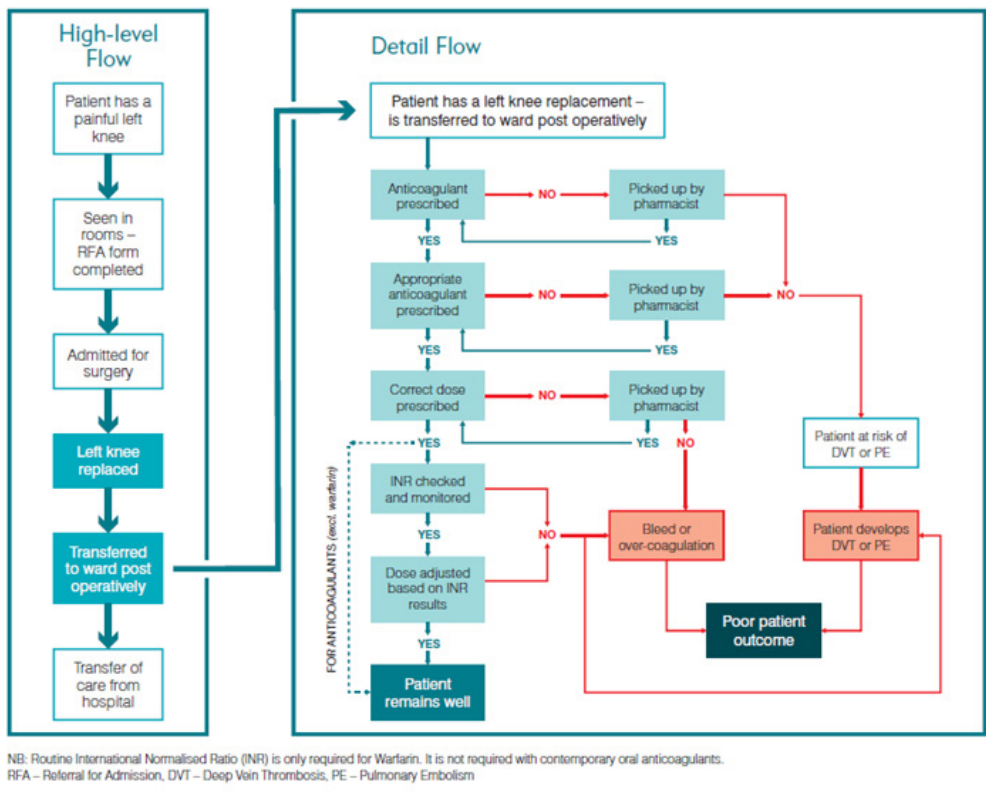 High-level
Flow
Patient has a
painful left
knee
Seen in
rooms –
RFA form
completed
Admitted for
surgery
Left knee
replaced
Transferred
to ward post
operatively
Transfer of
care from
hospital
Detail Flow
Patient has a left knee replacement –
is transferred to ward post operatively
Anticoagulant
prescribed
NO
Picked up by
pharmacist
YES
YES
Appropriate
anticoagulant
prescribed
NO
Picked up by
pharmacist
NO
YES
YES
Correct dose
prescribed
NO
Picked up by
pharmacist
YES
YES
NO
Patient at risk of
DVT or PE
FOR ANTICOAGULANTS (excl. warfarin)
INR checked
and monitored
YES
NO
Bleed or
over-coagulation
Patient develops
DVT or PE
Dose adjusted
based on INR
results
YES
Poor patient
outcome
Patient
remains well
NB: Routine International Normalised Ratio (INR) is only required for Warfarin. It is not required with contemporary oral anticoagulants.
RFA – Referral for Admission, DVT – Deep Vein Thrombosis, PE – Pulmonary Embolism